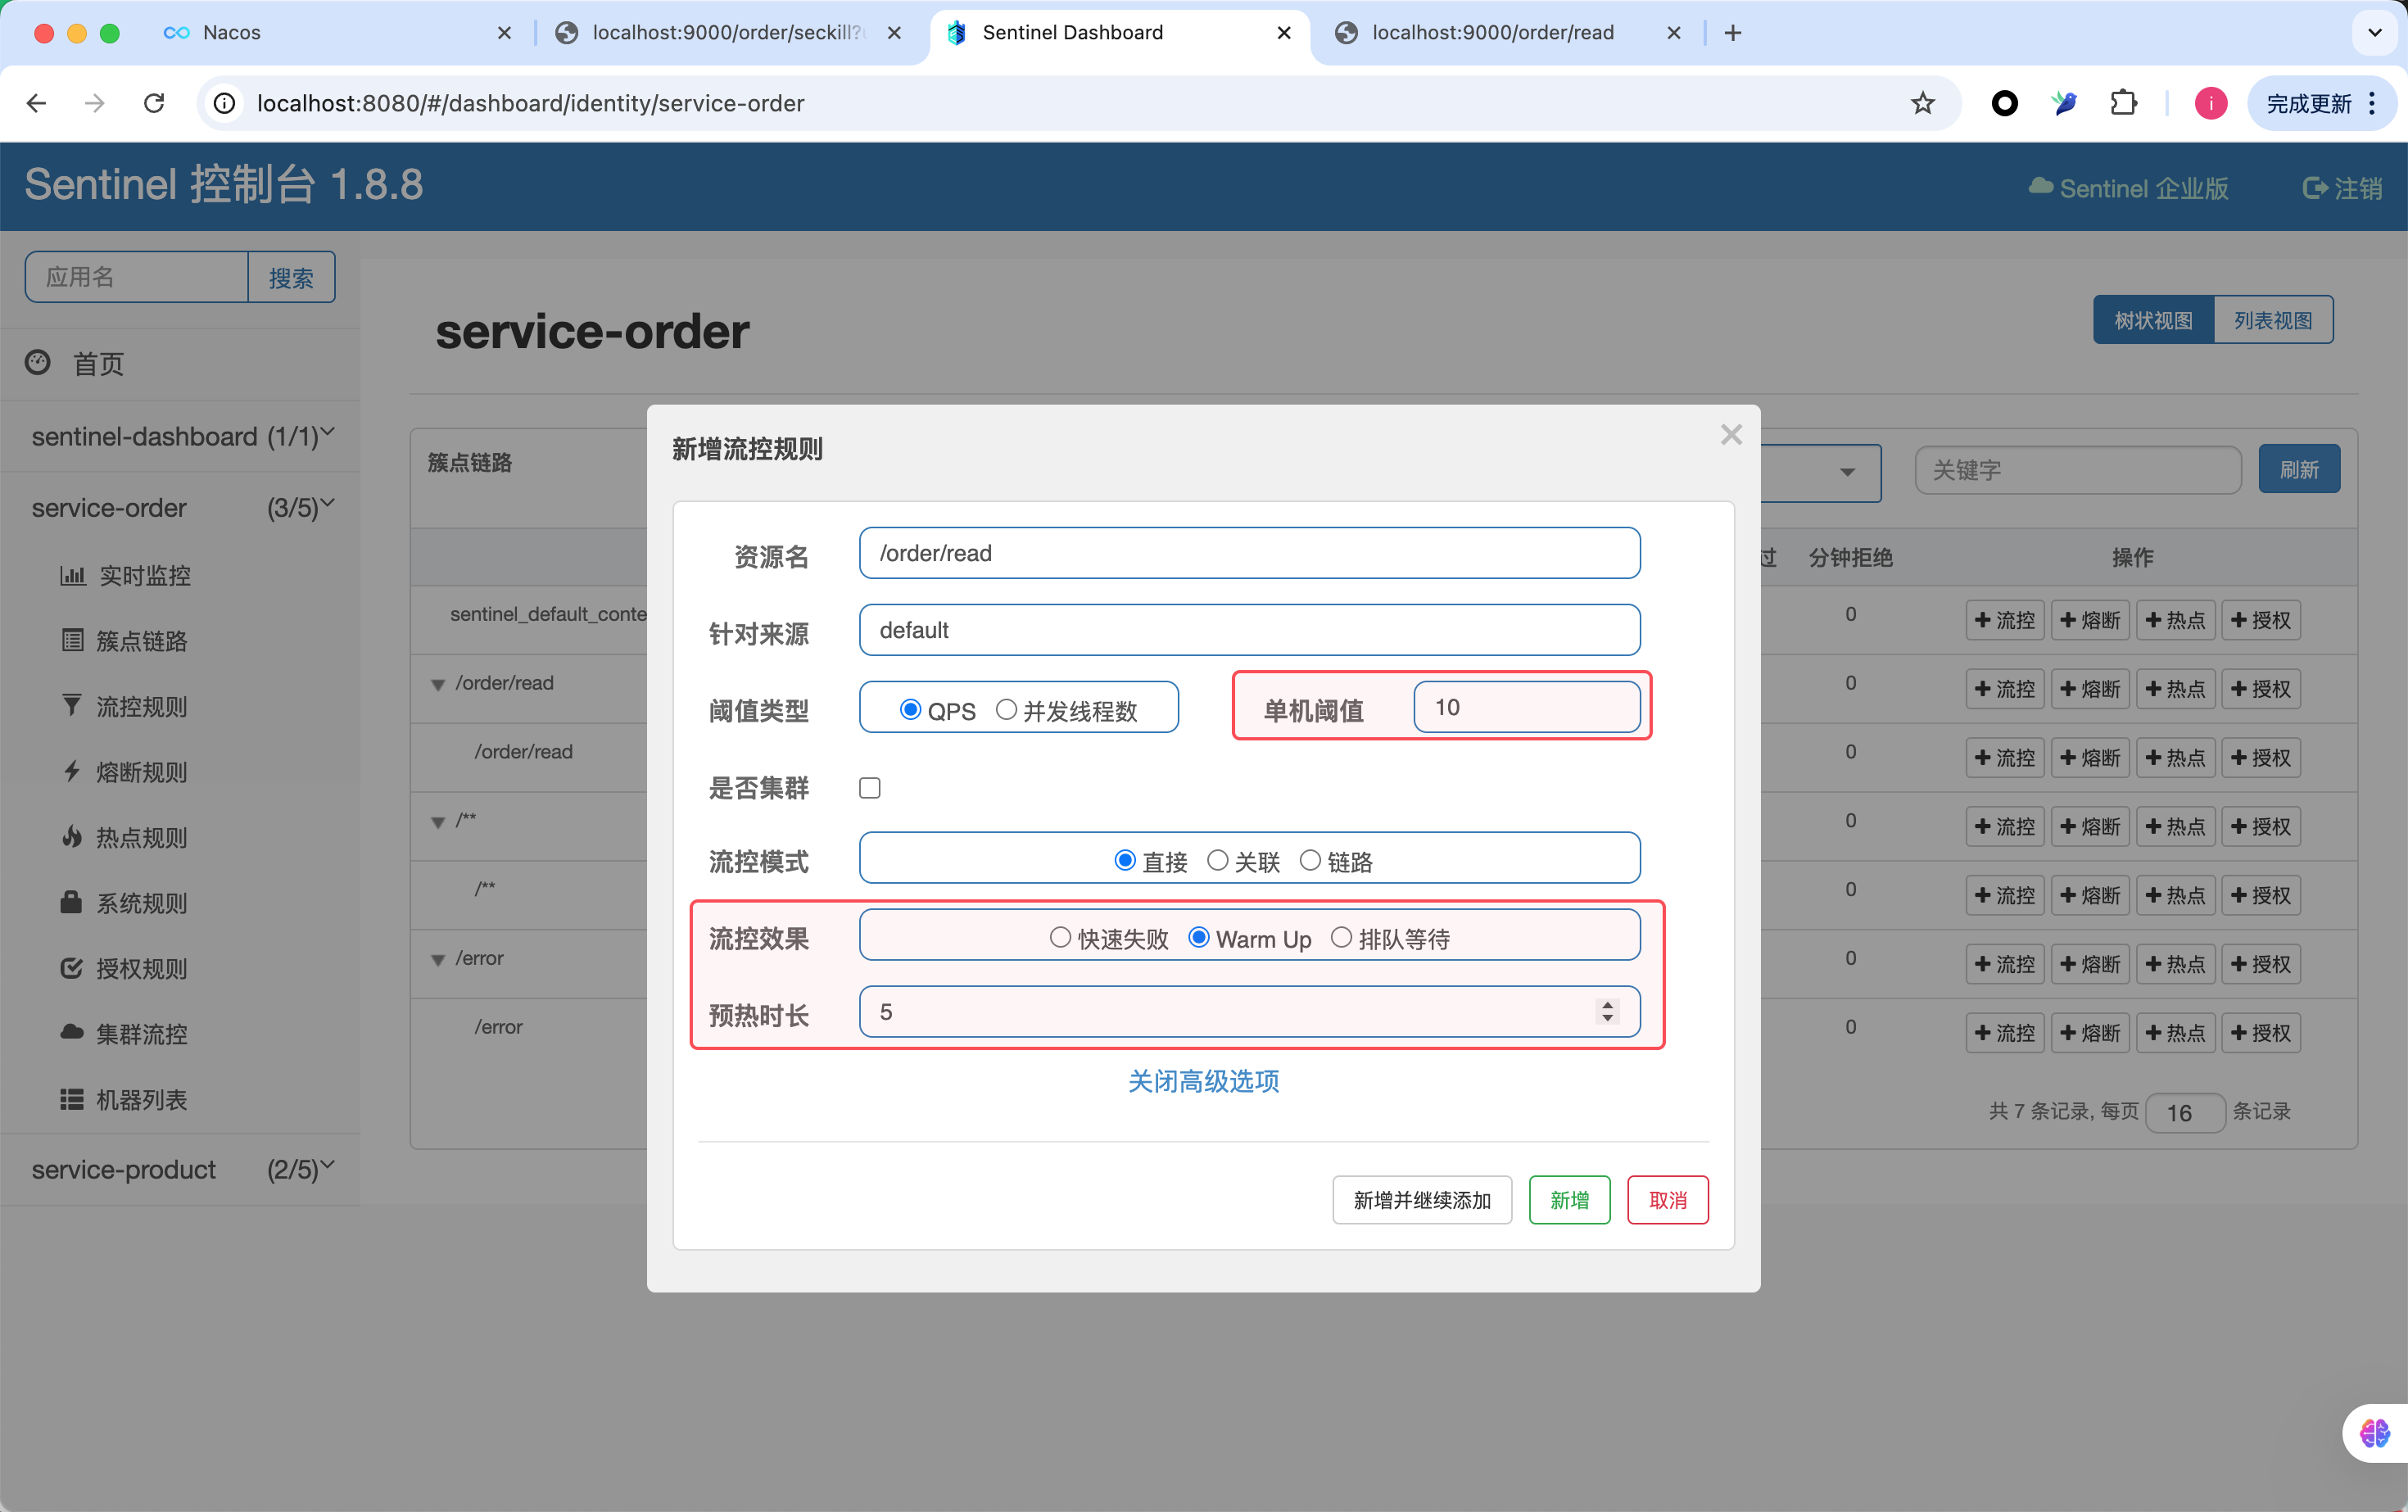 Nacos
localhost:9000/order/seckill?
Sentinel Dashboard
localhost:9000/order/read
localhost:8080/#/dashboard/identity/service-order
i
完成更新
Sentinel 控制台 1.8.8
Sentinel 企业版
注销
应用名
搜索
首页
sentinel-dashboard (1/1)
service-order (3/5)
实时监控
簇点链路
流控规则
熔断规则
热点规则
系统规则
授权规则
集群流控
机器列表
service-product (2/5)
service-order
树状视图
列表视图
簇点链路
关键字
刷新
过 分钟拒绝 操作
sentinel_default_conte
0 流控 熔断 热点 授权
/order/read
0 流控 熔断 热点 授权
/order/read
0 流控 熔断 热点 授权
/**
0 流控 熔断 热点 授权
/**
0 流控 熔断 热点 授权
/error
0 流控 熔断 热点 授权
/error
0 流控 熔断 热点 授权
共 7 条记录, 每页 16 条记录
新增流控规则
资源名 /order/read
针对来源 default
阈值类型 QPS 并发线程数 单机阈值 10
是否集群
流控模式 直接 关联 链路
流控效果 快速失败 Warm Up 排队等待
预热时长 5
关闭高级选项
新增并继续添加 新增 取消